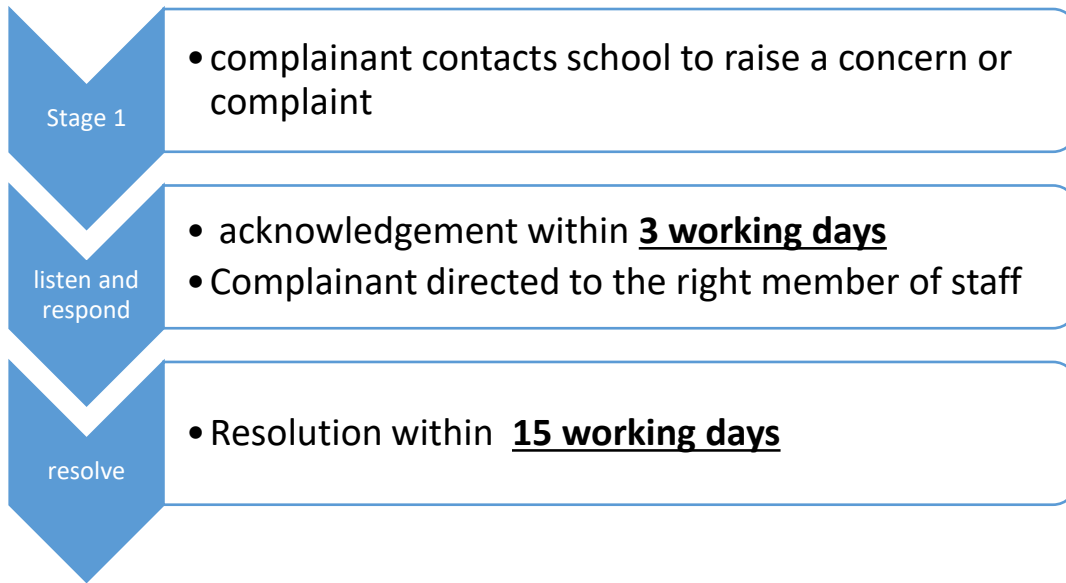 Stage 1
• complainant contacts school to raise a concern or
complaint
listen and
respond
• acknowledgement within 3 working days
• Complainant directed to the right member of staff
resolve
• Resolution within 15 working days